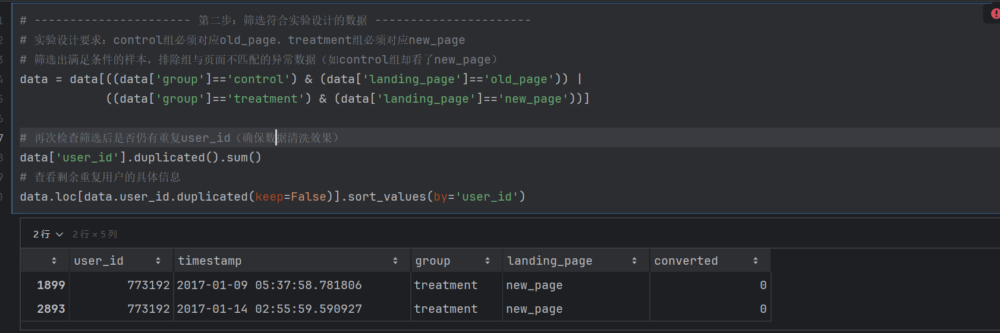 # ---------------------- 第二步：筛选符合实验设计的数据 ----------------------
# 实验设计要求：control组必须对应old_page，treatment组必须对应new_page
# 筛选出满足条件的样本，排除组与页面不匹配的异常数据（如control组却看了new_page）
data = data[((data['group']=='control') & (data['landing_page']=='old_page')) |
((data['group']=='treatment') & (data['landing_page']=='new_page'))]
# 再次检查筛选后是否仍有重复user_id（确保数据清洗效果）
data['user_id'].duplicated().sum()
# 查看剩余重复用户的具体信息
data.loc[data.user_id.duplicated(keep=False)].sort_values(by='user_id')
2 行 2 行 × 5 列
user_id timestamp group landing_page converted
1899 773192 2017-01-09 05:37:58.781806 treatment new_page 0
2893 773192 2017-01-14 02:55:59.590927 treatment new_page 0